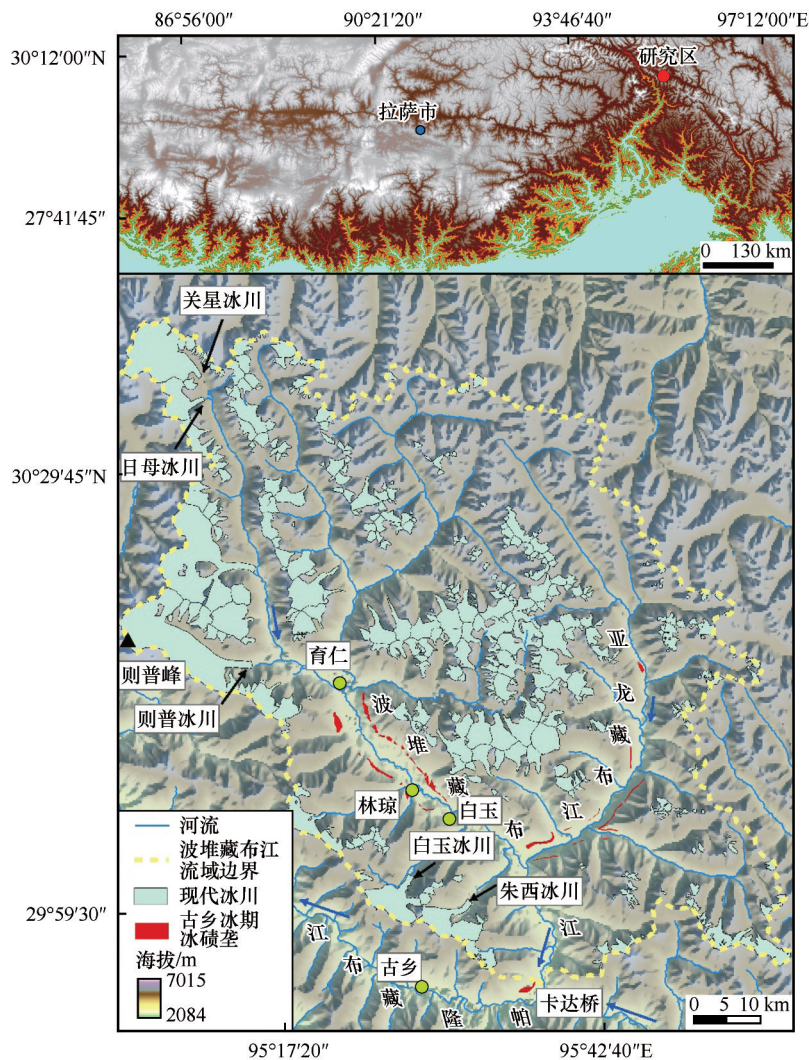 86°56′00″E
90°21′20″E
93°46′40″E
97°12′00″E
30°12′00″N
研究区
拉萨市
27°41′45″
0 130 km
关星冰川
日母冰川
30°29′45″N
则普峰
则普冰川
育仁
亚龙藏布江
波堆藏布江
林琼
白玉
白玉冰川
朱西冰川
河流
波堆藏布江
流域边界
现代冰川
古乡冰期
冰碛垄
海拔/m
7015
2084
29°59′30″
古乡
卡达桥
江布藏隆帕
0 5 10 km
95°17′20″
95°42′40″E